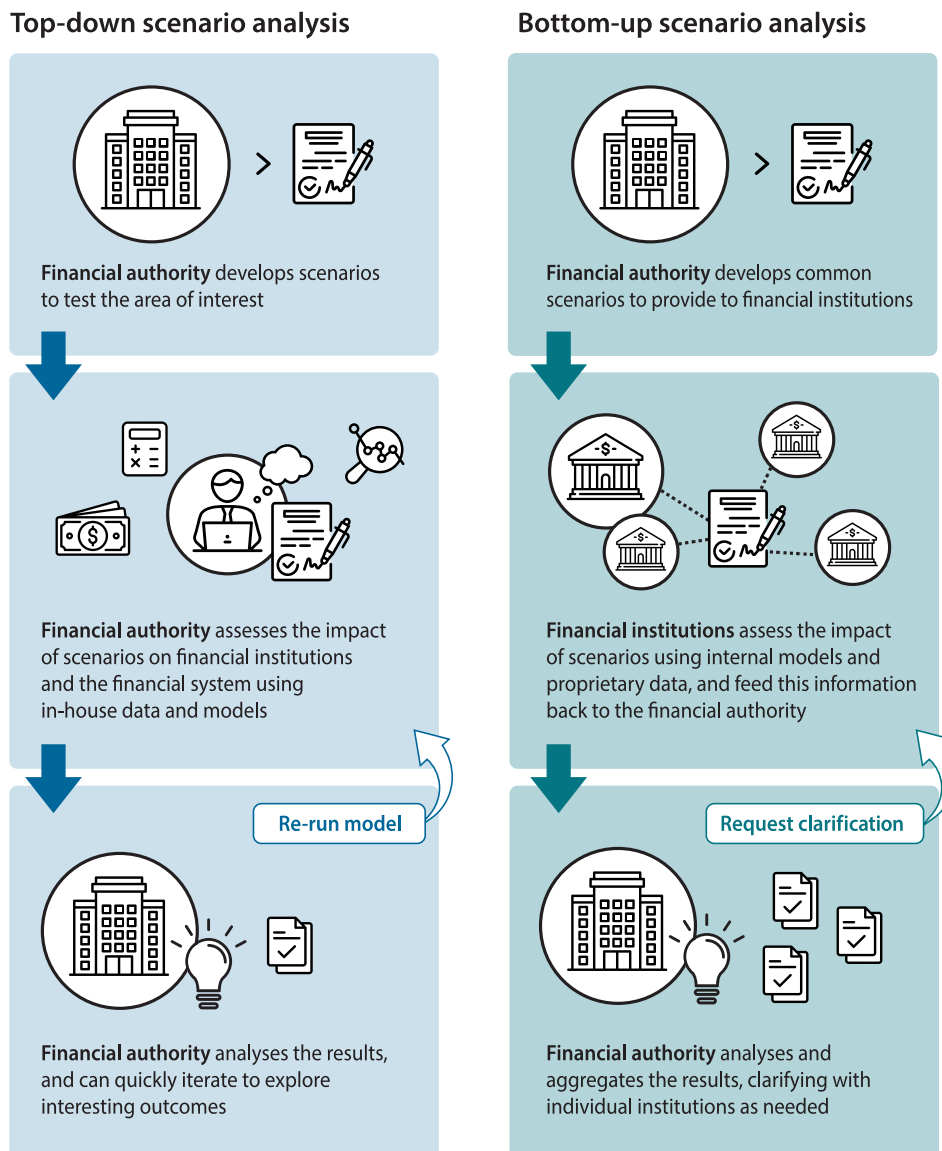 Top-down scenario analysis
Financial authority develops scenarios
to test the area of interest
Financial authority assesses the impact
of scenarios on financial institutions
and the financial system using
in-house data and models
Re-run model
Financial authority analyses the results,
and can quickly iterate to explore
interesting outcomes
Bottom-up scenario analysis
Financial authority develops common
scenarios to provide to financial institutions
Financial institutions assess the impact
of scenarios using internal models and
proprietary data, and feed this information
back to the financial authority
Request clarification
Financial authority analyses and
aggregates the results, clarifying with
individual institutions as needed